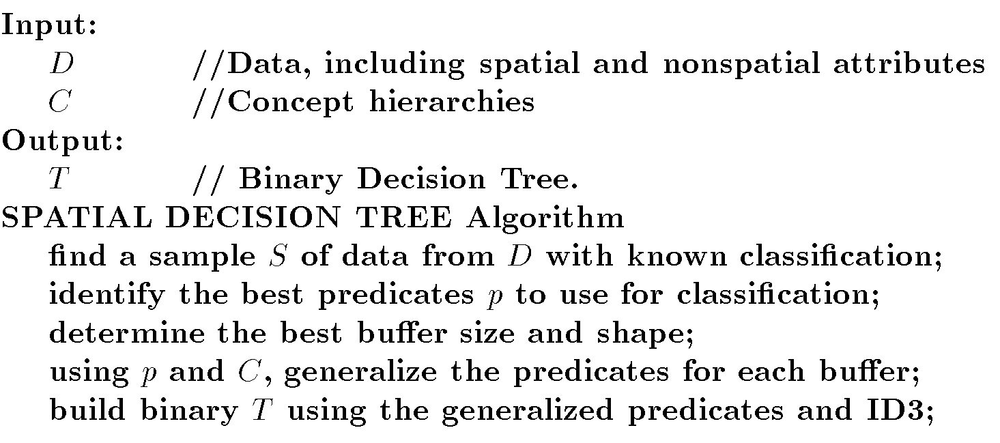 Input:
D //Data, including spatial and nonspatial attributes
C //Concept hierarchies
Output:
T // Binary Decision Tree.
SPATIAL DECISION TREE Algorithm
find a sample S of data from D with known classification;
identify the best predicates p to use for classification;
determine the best buffer size and shape;
using p and C, generalize the predicates for each buffer;
build binary T using the generalized predicates and ID3;